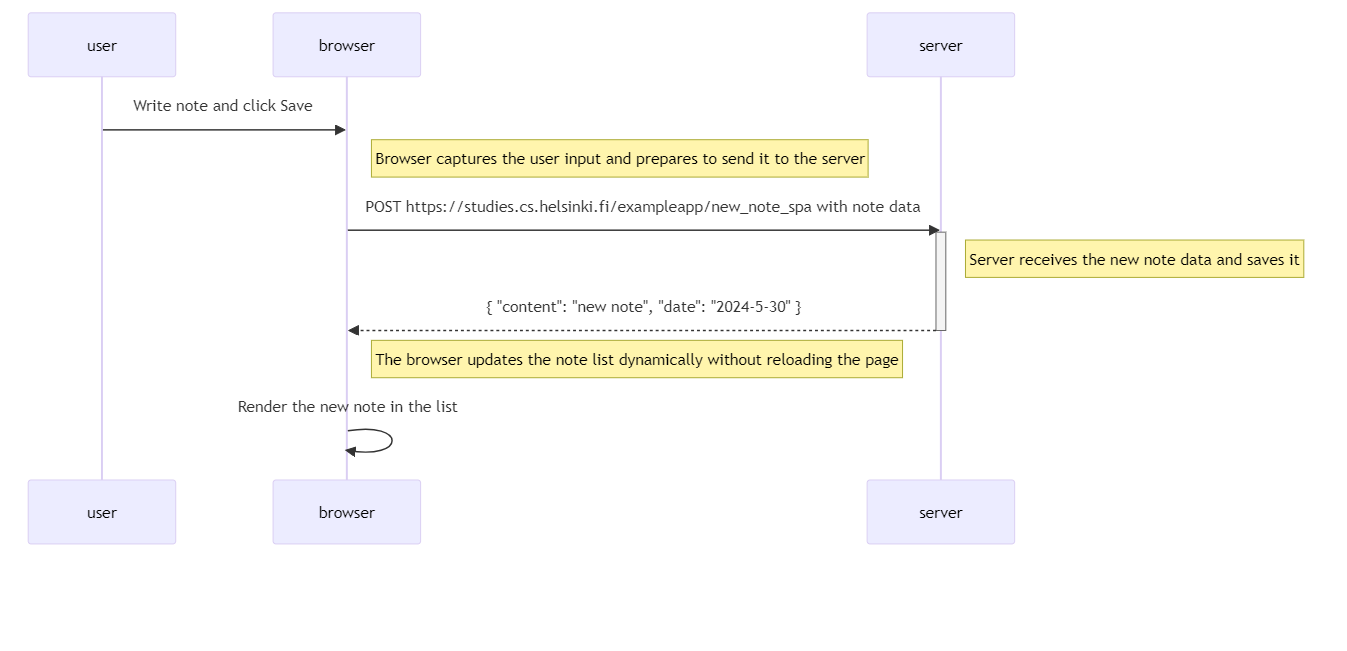 user
browser
server
Write note and click Save
Browser captures the user input and prepares to send it to the server
POST https://studies.cs.helsinki.fi/exampleapp/new_note_spa with note data
Server receives the new note data and saves it
{ "content": "new note", "date": "2024-5-30" }
The browser updates the note list dynamically without reloading the page
Render the new note in the list
user
browser
server